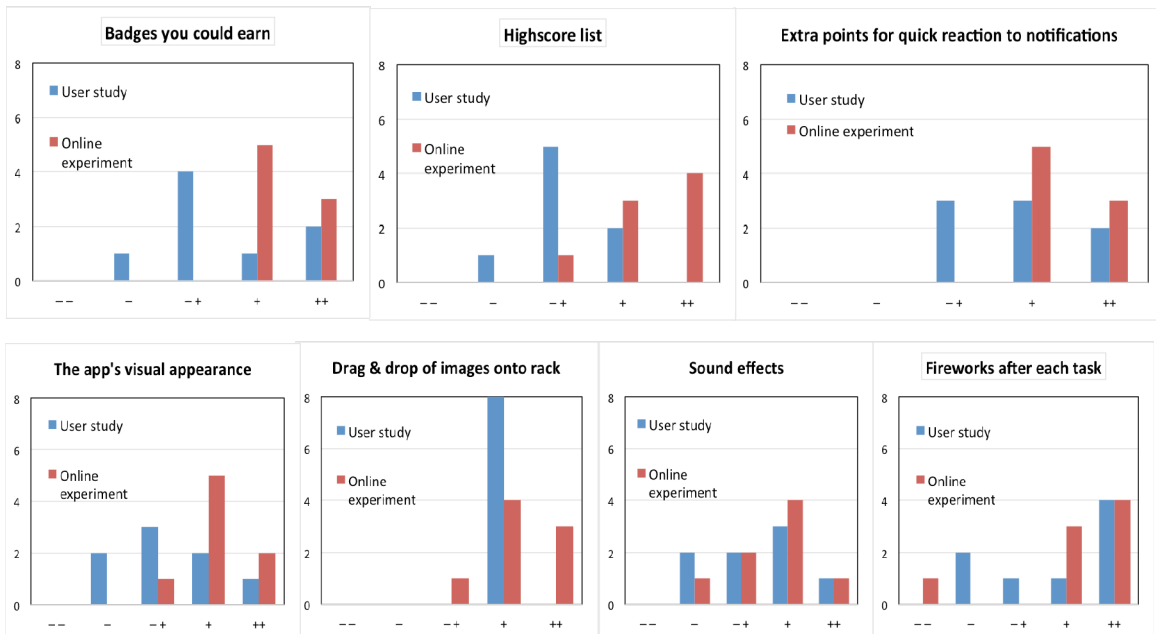 Badges you could earn
8
User study
6
Online
experiment
4
2
0
– – – – + + ++
Highscore list
8
User study
6
Online
experiment
4
2
0
– – – – + + ++
Extra points for quick reaction to notifications
8
User study
6
Online experiment
4
2
0
– – – – + + ++
The app's visual appearance
8
User study
6
Online
experiment
4
2
0
– – – – + + ++
Drag & drop of images onto rack
8
User study
6
Online
experiment
4
2
0
– – – – + + ++
Sound effects
8
User study
6
Online
experiment
4
2
0
– – – – + + ++
Fireworks after each task
8
User study
6
Online
experiment
4
2
0
– – – – + + ++